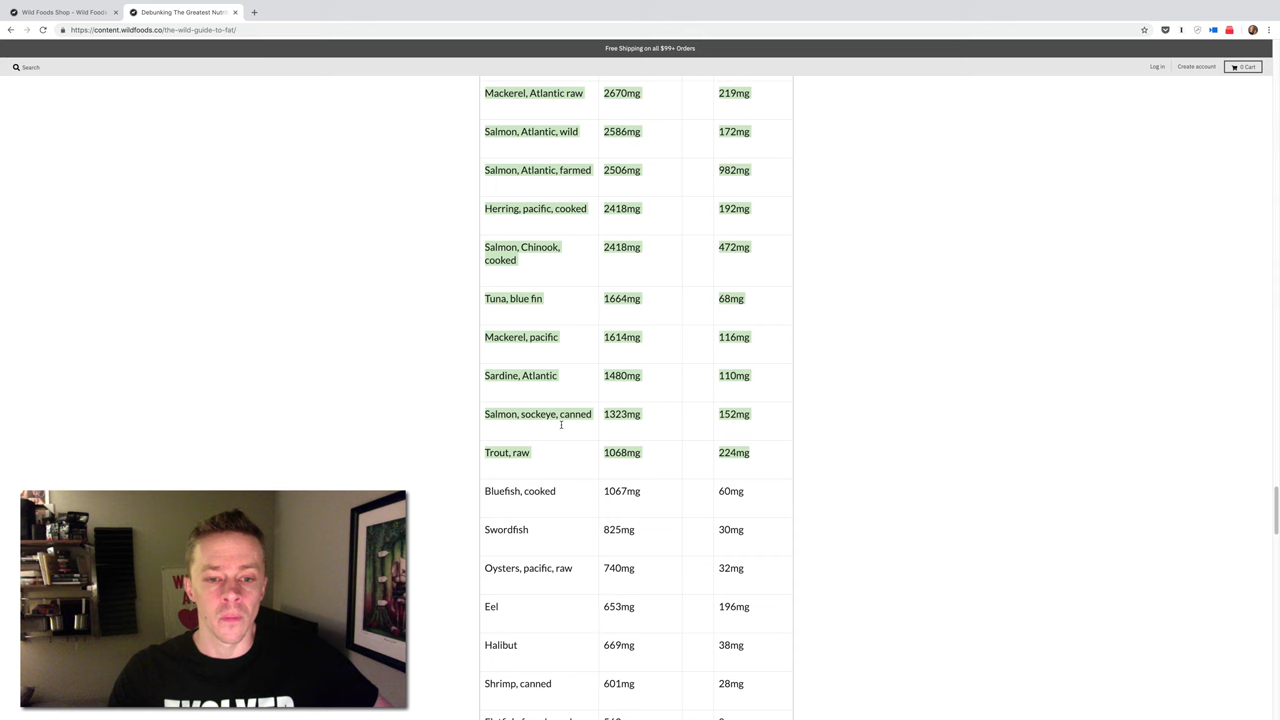 Wild Foods Shop - Wild Foods
Debunking The Greatest Nutr
https://content.wildfoods.co/the-wild-guide-to-fat/
Free Shipping on all $99+ Orders
Search
Log in
Create account
0 Cart
Mackerel, Atlantic raw 2670mg 219mg
Salmon, Atlantic, wild 2586mg 172mg
Salmon, Atlantic, farmed 2506mg 982mg
Herring, pacific, cooked 2418mg 192mg
Salmon, Chinook, 2418mg 472mg
cooked
Tuna, blue fin 1664mg 68mg
Mackerel, pacific 1614mg 116mg
Sardine, Atlantic 1480mg 110mg
Salmon, sockeye, canned 1323mg 152mg
Trout, raw 1068mg 224mg
Bluefish, cooked 1067mg 60mg
Swordfish 825mg 30mg
Oysters, pacific, raw 740mg 32mg
Eel 653mg 196mg
Halibut 669mg 38mg
Shrimp, canned 601mg 28mg
EVOLVED